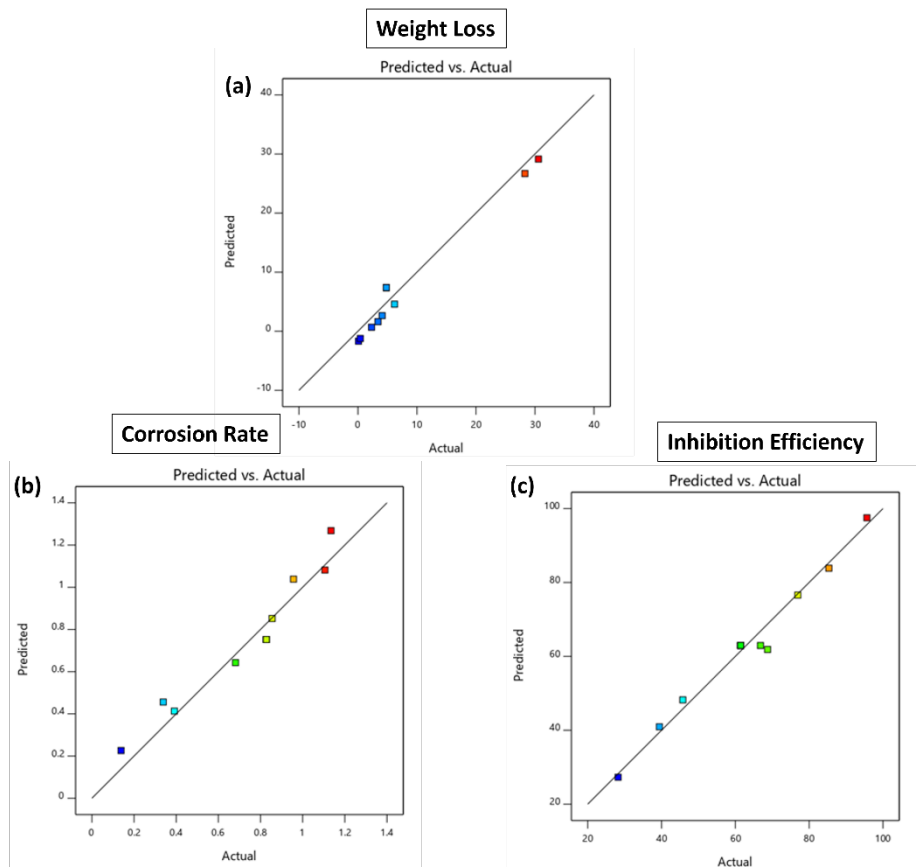 Weight Loss
(a)
Predicted vs. Actual
40
30
20
10
0
-10
Predicted
-10 0 10 20 30 40
Actual
Corrosion Rate
(b)
Predicted vs. Actual
1.4
1.2
1
0.8
0.6
0.4
0.2
0
Predicted
0 0.2 0.4 0.6 0.8 1 1.2 1.4
Actual
Inhibition Efficiency
(c)
Predicted vs. Actual
100
80
60
40
20
Predicted
20 40 60 80 100
Actual